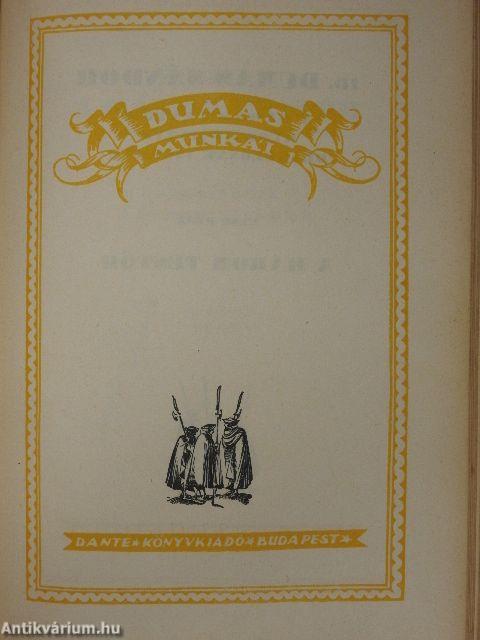 DUMAS
MUNKÁI
DANTE * KÖNYVKIADÓ * BUDAPEST *
Antikvárium.hu